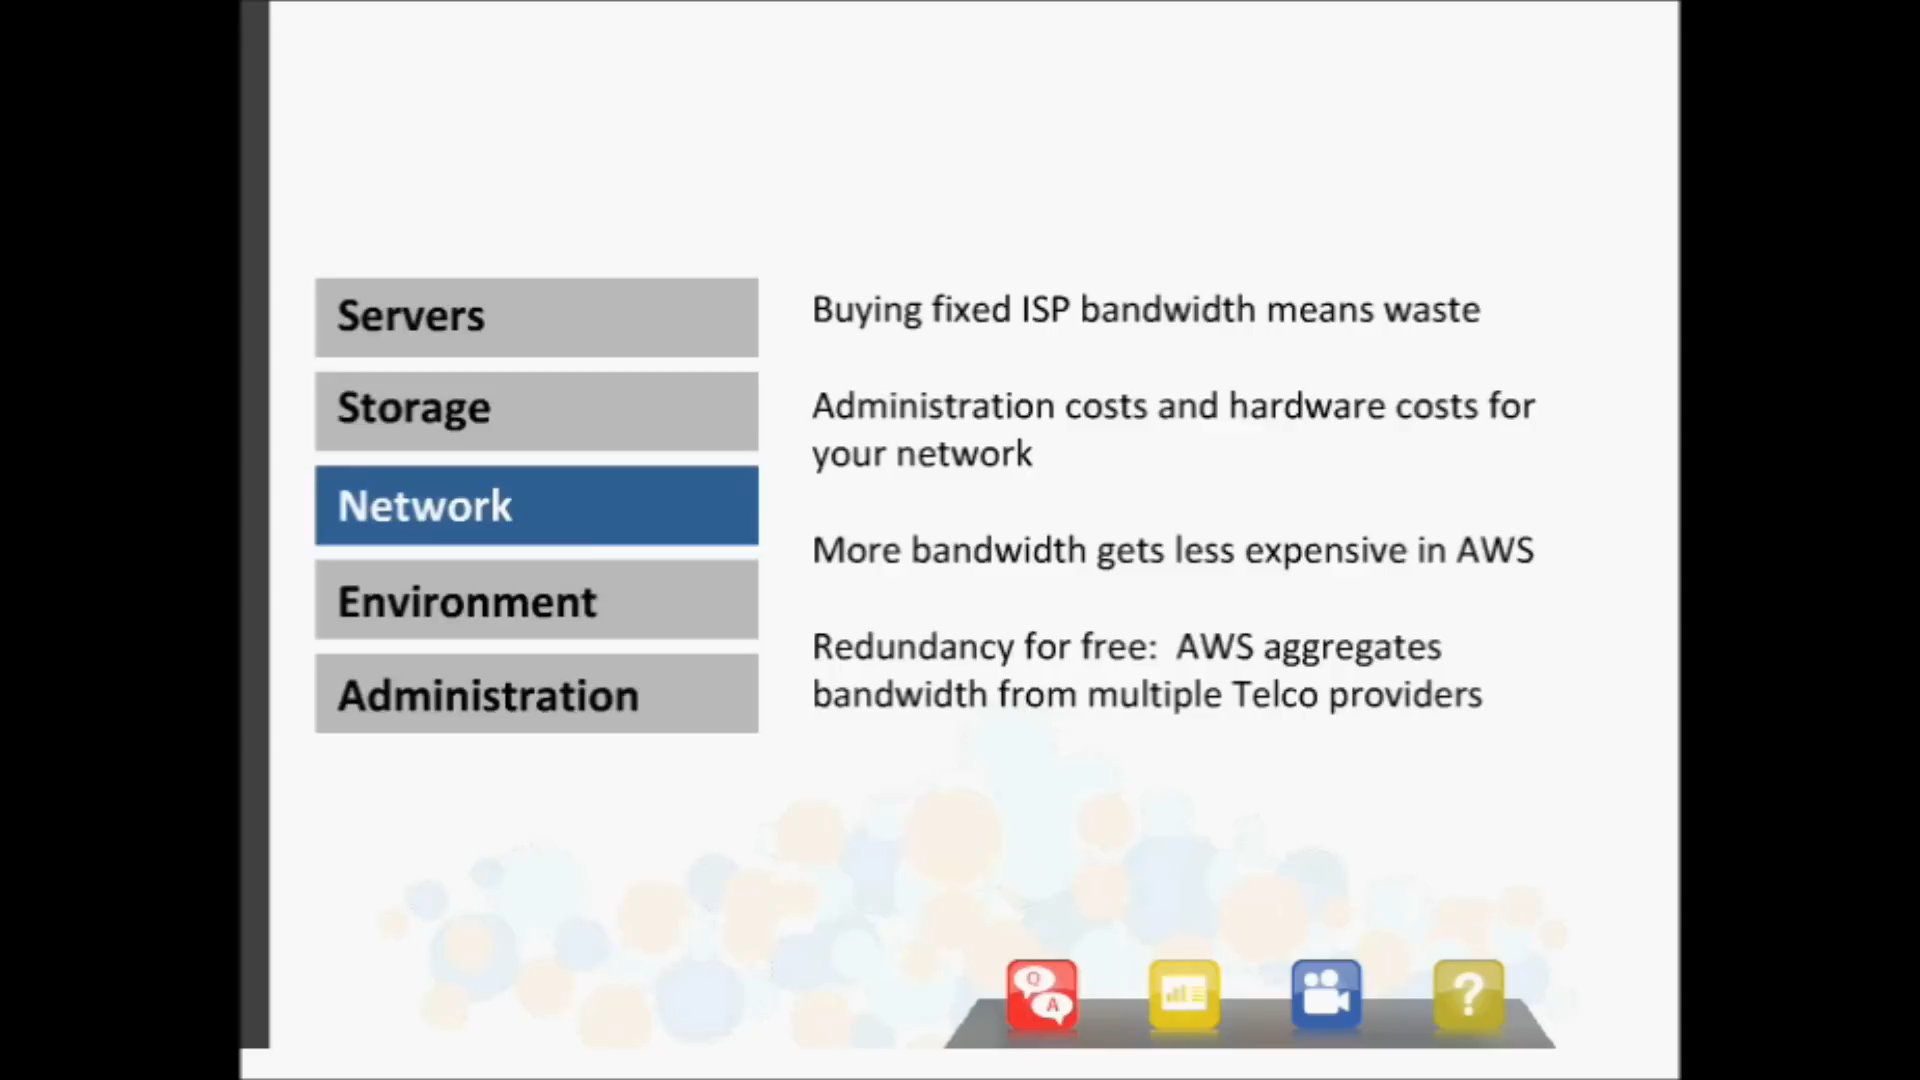 Servers
Storage
Network
Environment
Administration
Buying fixed ISP bandwidth means waste
Administration costs and hardware costs for
your network
More bandwidth gets less expensive in AWS
Redundancy for free:  AWS aggregates
bandwidth from multiple Telco providers
Q
A
?